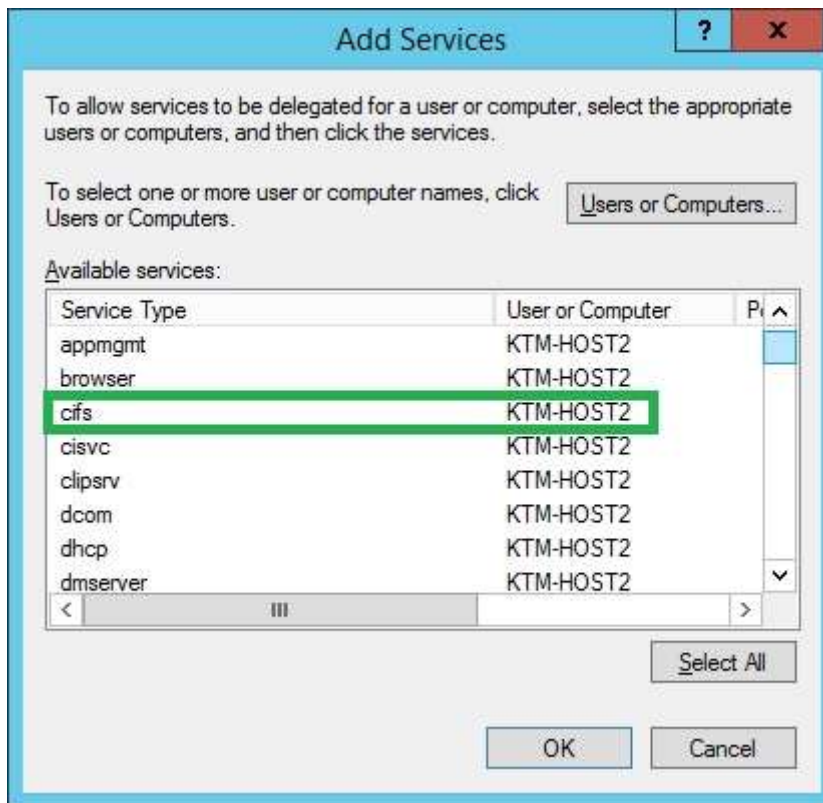 Add Services
?
x
To allow services to be delegated for a user or computer, select the appropriate
users or computers, and then click the services.
To select one or more user or computer names, click
Users or Computers.
Users or Computers...
Available services:
Service Type User or Computer
appmgmt KTM-HOST2
browser KTM-HOST2
cifs KTM-HOST2
cisvc KTM-HOST2
clipsrv KTM-HOST2
dcom KTM-HOST2
dhcp KTM-HOST2
dmserver KTM-HOST2
Select All
OK Cancel